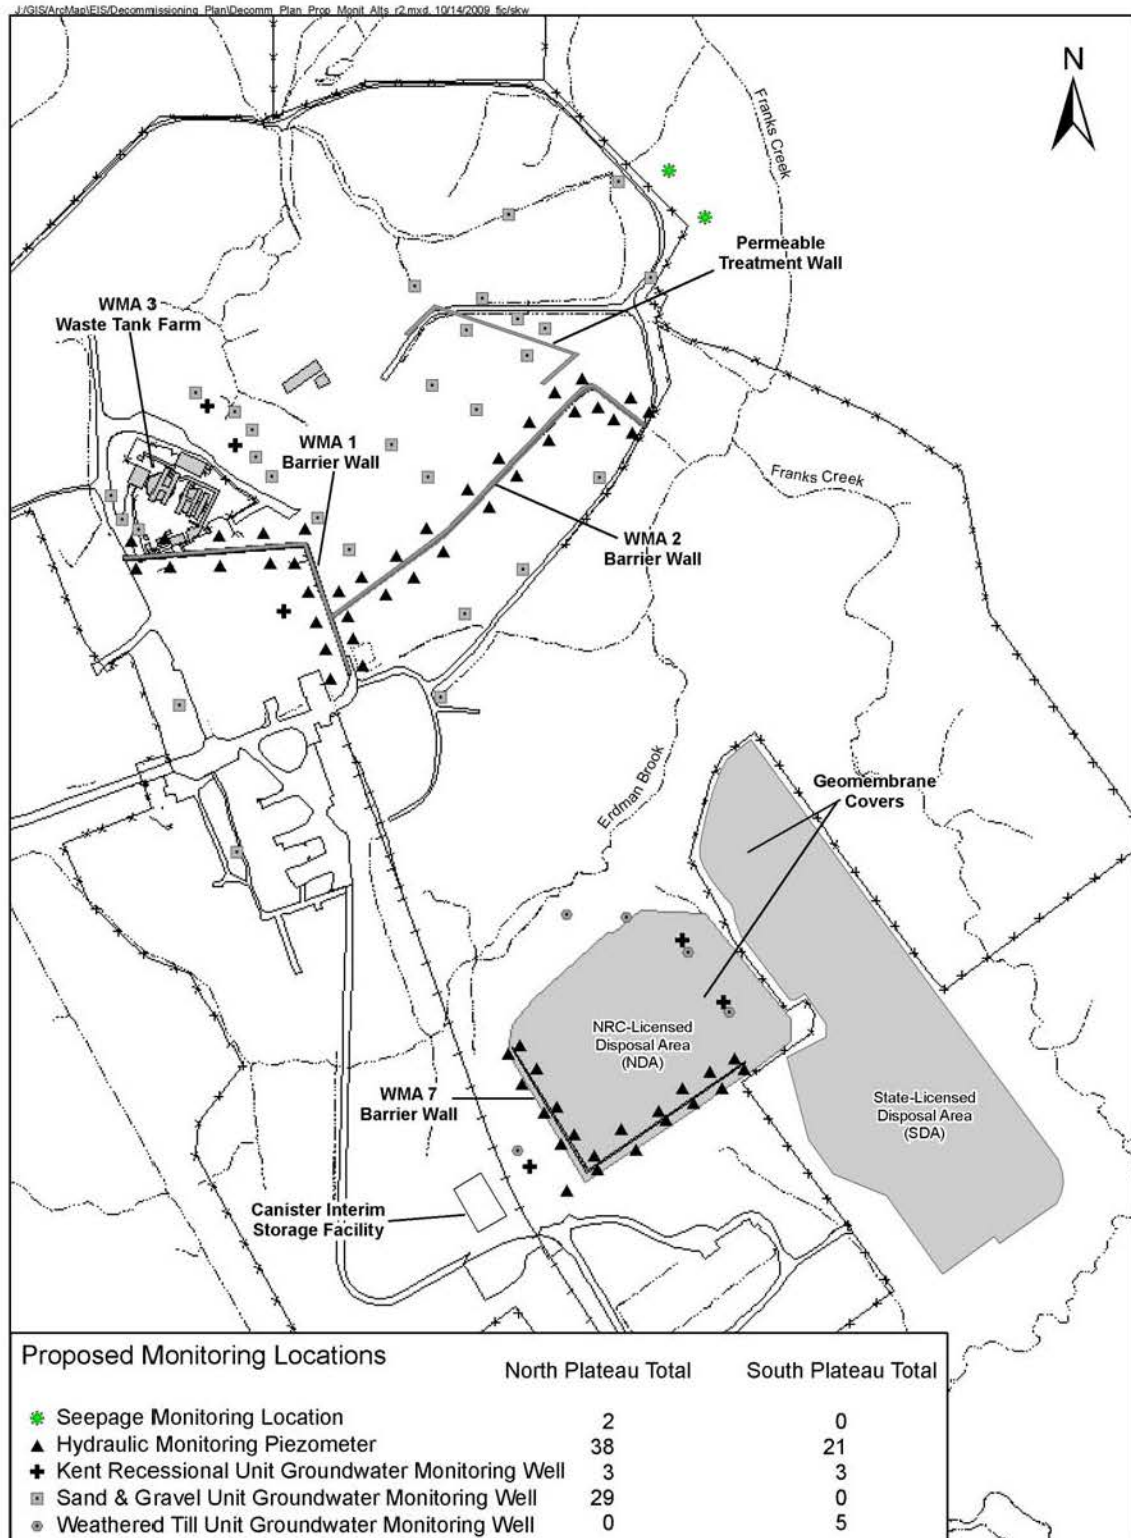 J:/GIS/ArcMap\EIS/Decommissioning_Plan\Decomm_Plan_Prop_Monit_Alts_r2.mxd, 10/14/2009 fic/skw
N
Franks Creek
Permeable
Treatment Wall
WMA 3
Waste Tank Farm
WMA 1
Barrier Wall
Franks Creek
WMA 2
Barrier Wall
Erdman Brook
Geomembrane
Covers
NRC-Licensed
Disposal Area
(NDA)
WMA 7
Barrier Wall
State-Licensed
Disposal Area
(SDA)
Canister Interim
Storage Facility
Proposed Monitoring Locations North Plateau Total South Plateau Total
Seepage Monitoring Location 2 0
Hydraulic Monitoring Piezometer 38 21
Kent Recessional Unit Groundwater Monitoring Well 3 3
Sand & Gravel Unit Groundwater Monitoring Well 29 0
Weathered Till Unit Groundwater Monitoring Well 0 5